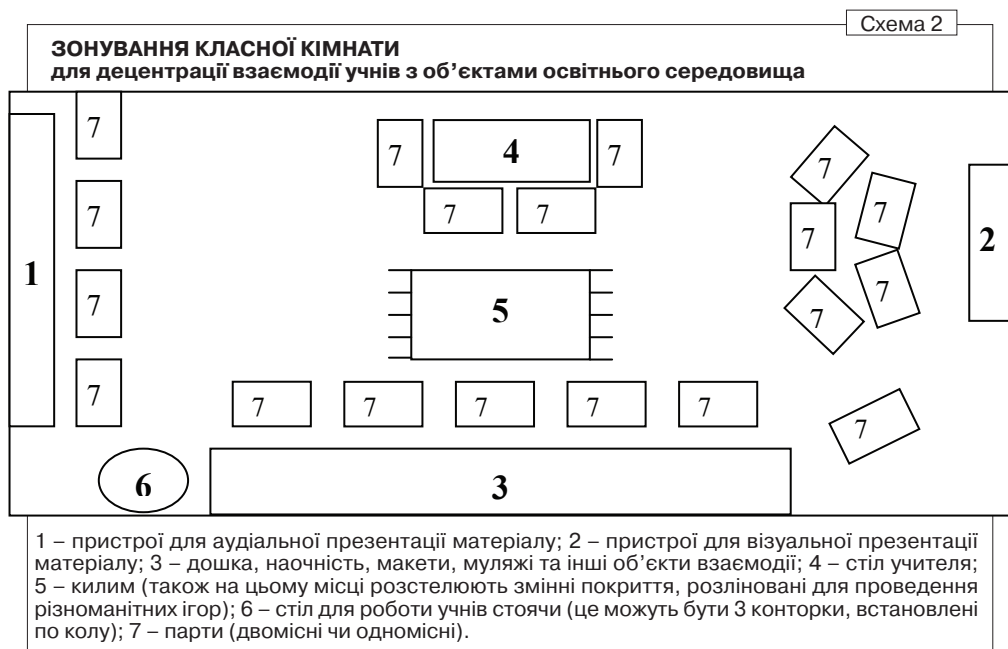 Схема 2
ЗОНУВАННЯ КЛАСНОЇ КІМНАТИ
для децентрації взаємодії учнів з об’єктами освітнього середовища
7
7 4 7
7
7
7
7 7
7
7
2
1
5
7
7
7
7
7 7 7 7 7
7
6
3
1 – пристрої для аудіальної презентації матеріалу; 2 – пристрої для візуальної презентації
матеріалу; 3 – дошка, наочність, макети, муляжі та інші об’єкти взаємодії; 4 – стіл учителя;
5 – килим (також на цьому місці розстелюють змінні покриття, розліновані для проведення
різноманітних ігор); 6 – стіл для роботи учнів стоячи (це можуть бути 3 конторки, встановлені
по колу); 7 – парти (двомісні чи одномісні).